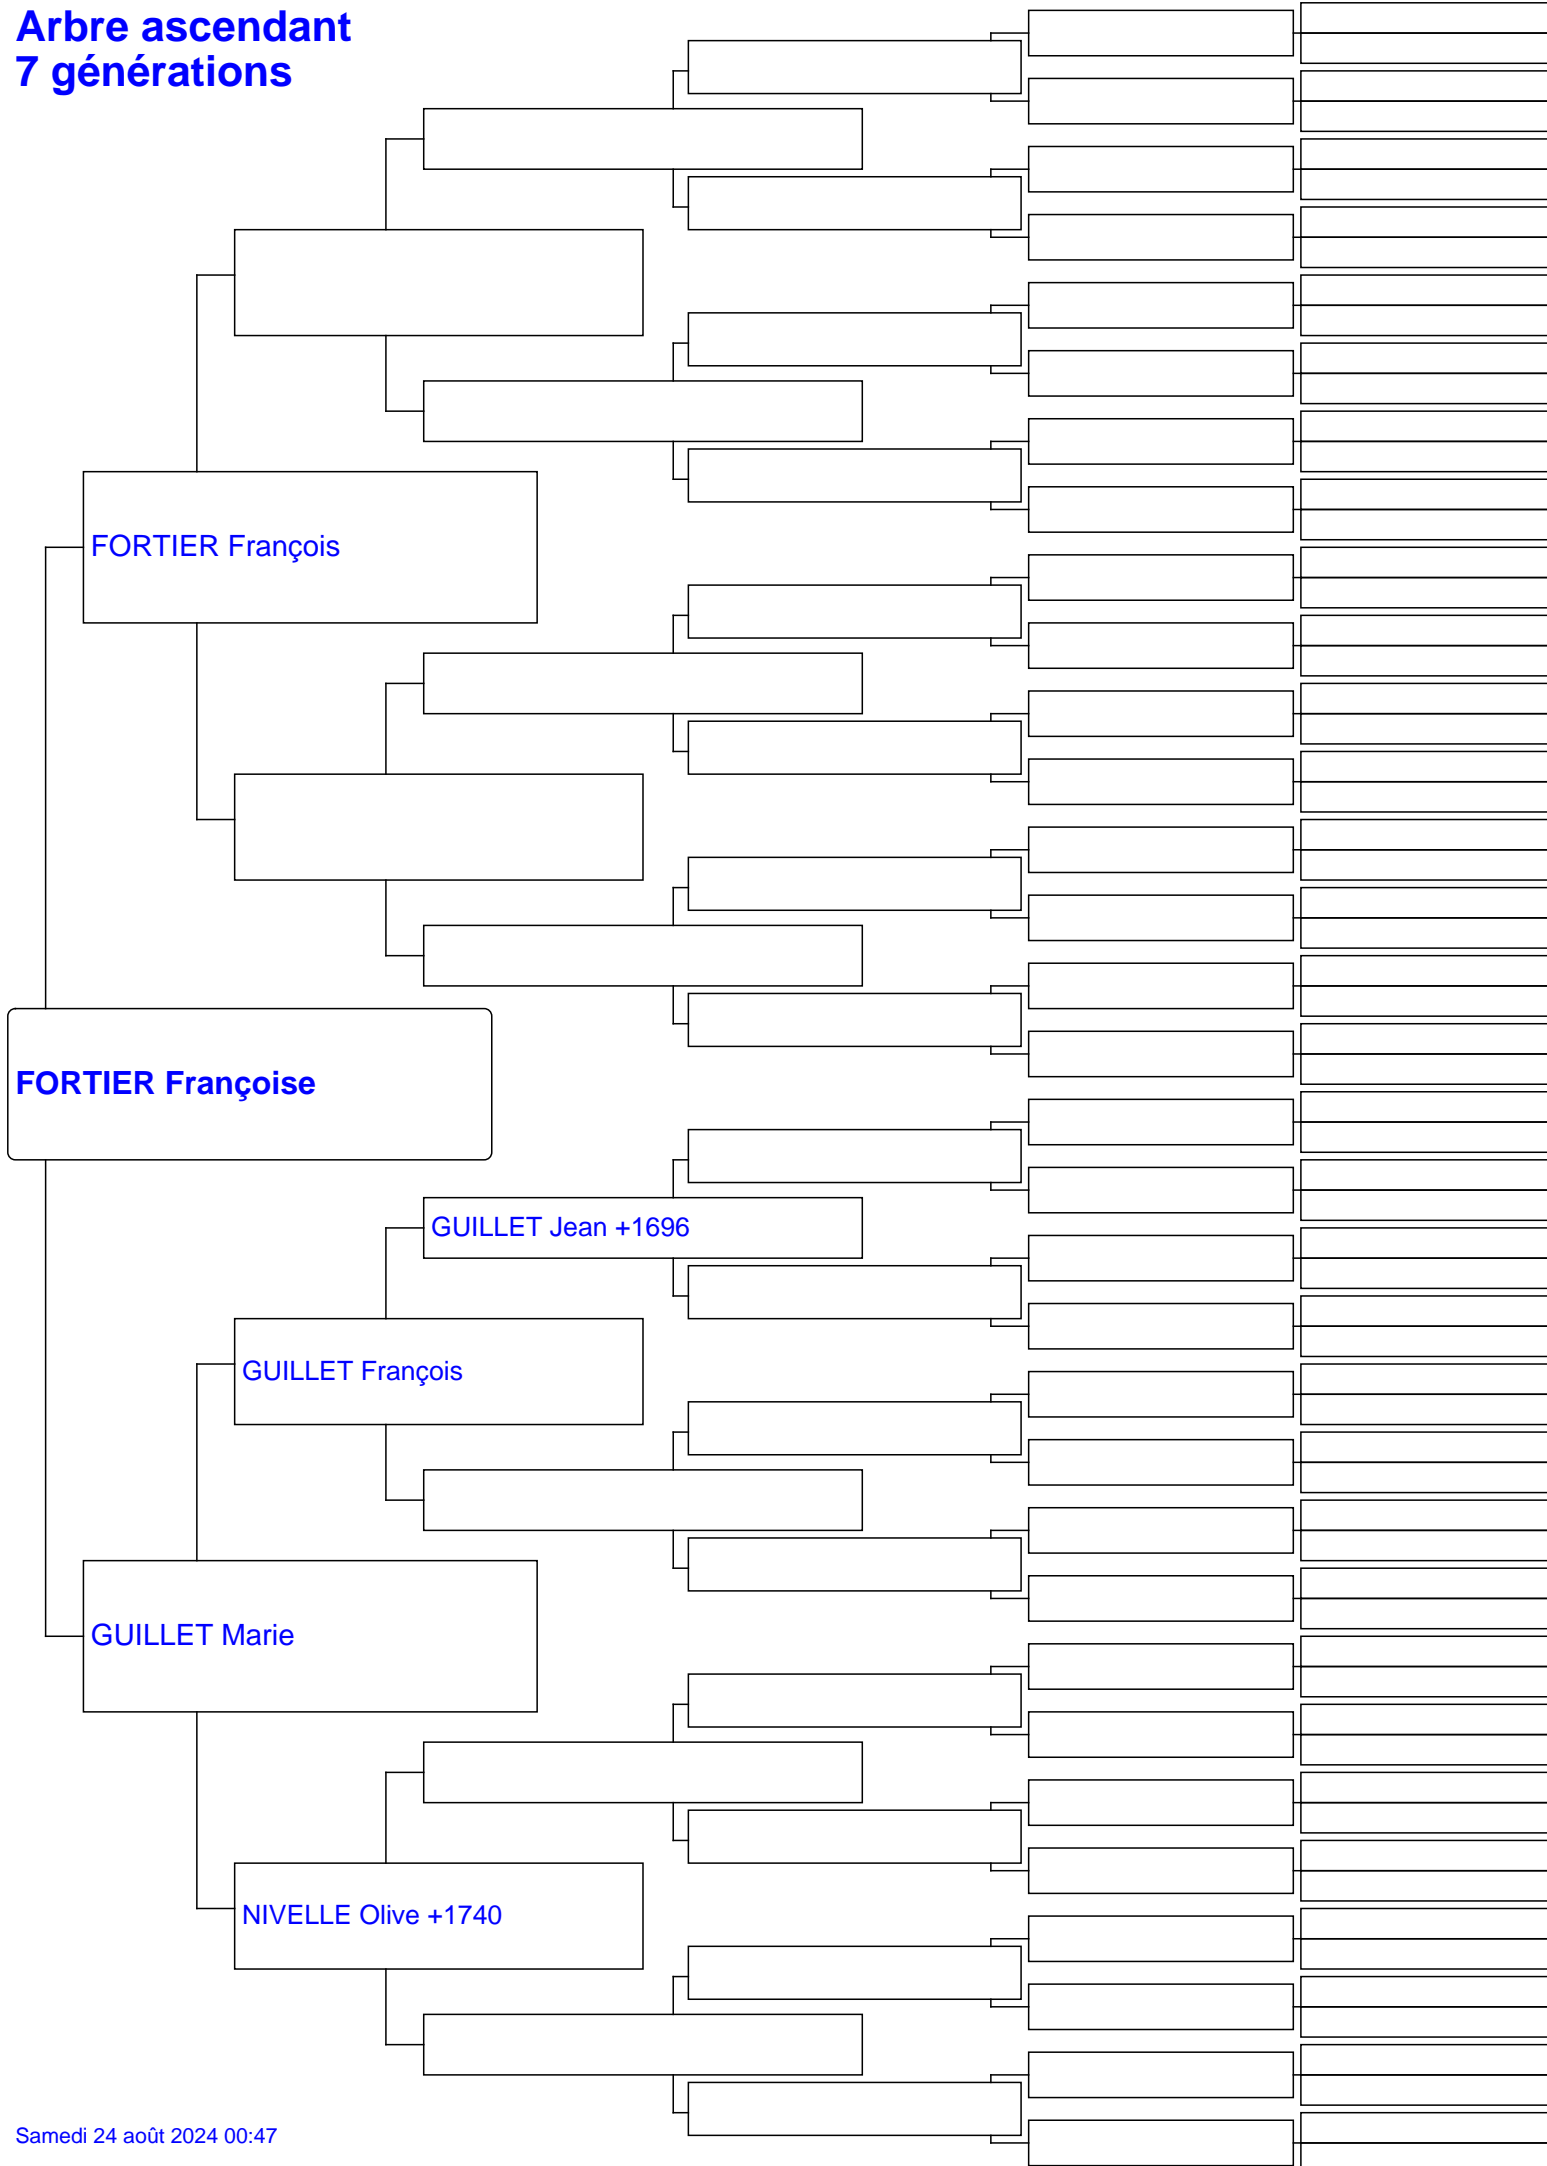 Arbre ascendant
7 générations
FORTIER François
FORTIER Françoise
GUILLET Jean +1696
GUILLET François
GUILLET Marie
NIVELLE Olive +1740
Samedi 24 août 2024 00:47